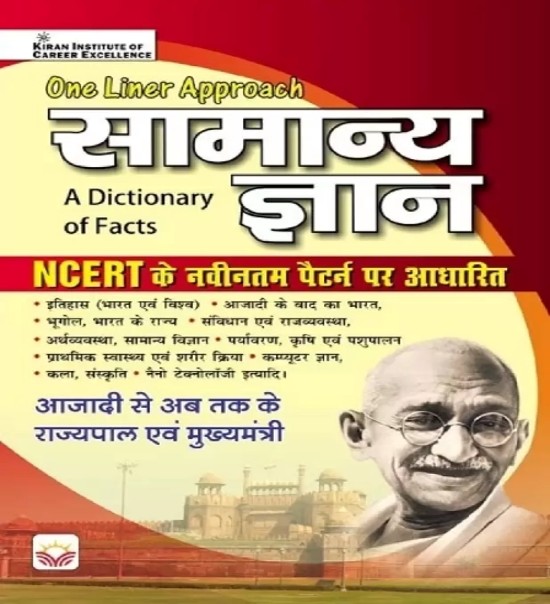 KIRAN INSTITUTE OF
CAREER EXCELLENCE
One Liner Approach
सामान्य
A Dictionary
of Facts
ज्ञान
NCERT के नवीनतम पैटर्न पर आधारित
• इतिहास (भारत एवं विश्व) • आजादी के बाद का भारत,
• भूगोल, भारत के राज्य • संविधान एवं राजव्यवस्था,
• अर्थव्यवस्था, सामान्य विज्ञान • पर्यावरण, कृषि एवं पशुपालन
• प्राथमिक स्वास्थ्य एवं शरीर क्रिया • कम्प्यूटर ज्ञान,
• कला, संस्कृति • नैनो टेक्नोलॉजी इत्यादि।
आजादी से अब तक के
राज्यपाल एवं मुख्यमंत्री